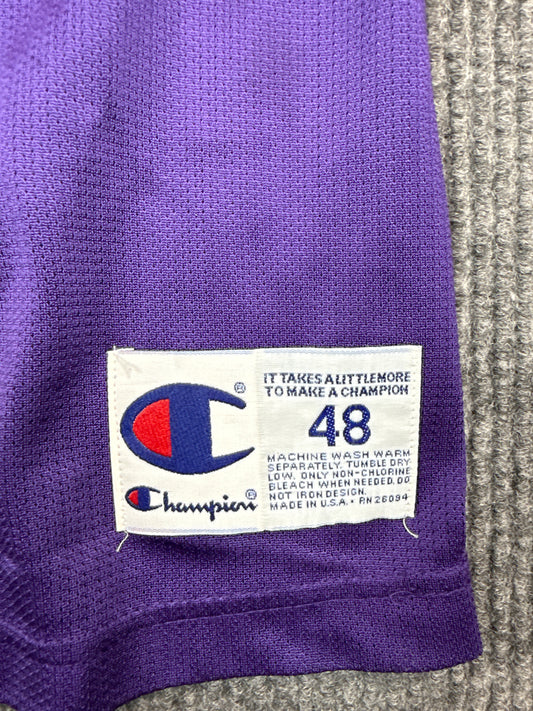 IT TAKES A LITTLE MORE
TO MAKE A CHAMPION
®
48
MACHINE WASH WARM
SEPARATELY. TUMBLE DRY
LOW. ONLY NON-CHLORINE
BLEACH WHEN NEEDED. DO
NOT IRON DESIGN.
MADE IN U.S.A. • RN 26094
Champion®